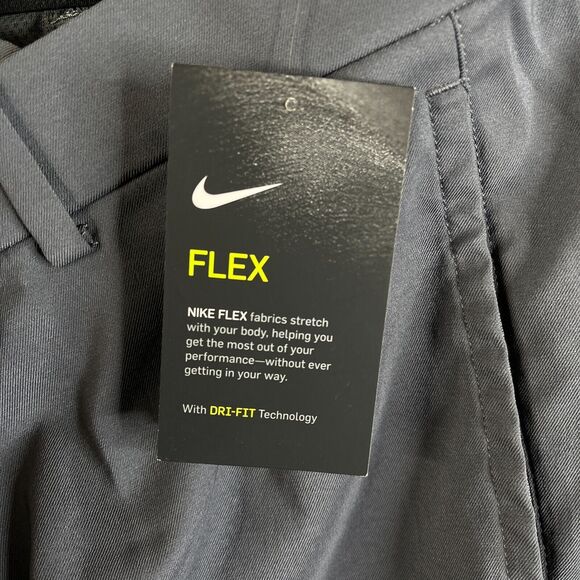 FLEX
NIKE FLEX fabrics stretch
with your body, helping you
get the most out of your
performance—without ever
getting in your way.
With DRI-FIT Technology